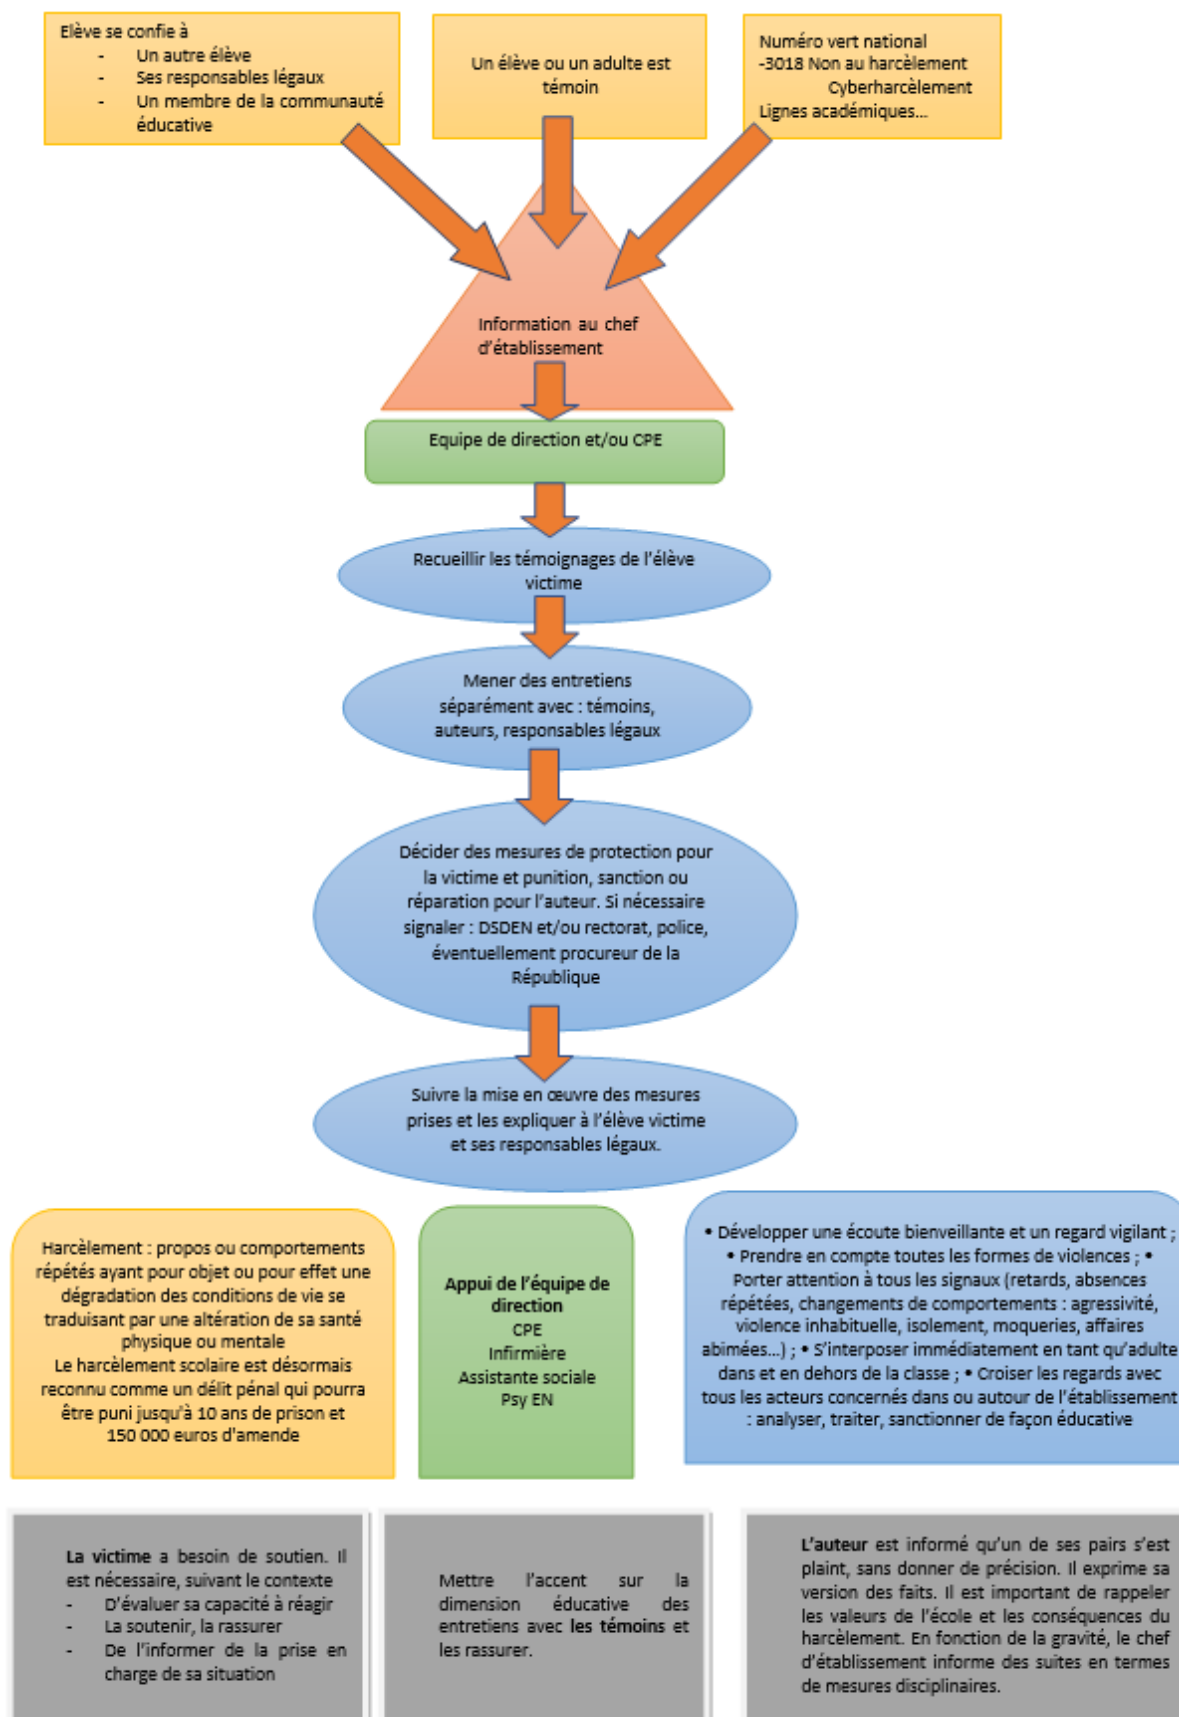 Elève se confie à
- Un autre élève
- Ses responsables légaux
- Un membre de la communauté
éducative
Un élève ou un adulte est
témoin
Numéro vert national
-3018 Non au harcèlement
Cyberharcèlement
Lignes académiques...
Information au chef
d'établissement
Equipe de direction et/ou CPE
Recueillir les témoignages de l'élève
victime
Mener des entretiens
séparément avec : témoins,
auteurs, responsables légaux
Décider des mesures de protection pour
la victime et punition, sanction ou
réparation pour l'auteur. Si nécessaire
signaler : DSDEN et/ou rectorat, police,
éventuellement procureur de la
République
Suivre la mise en œuvre des mesures
prises et les expliquer à l'élève victime
et ses responsables légaux.
Harcèlement : propos ou comportements
répétés ayant pour objet ou pour effet une
dégradation des conditions de vie se
traduisant par une altération de sa santé
physique ou mentale
Le harcèlement scolaire est désormais
reconnu comme un délit pénal qui pourra
être puni jusqu'à 10 ans de prison et
150 000 euros d'amende
Appui de l'équipe de
direction
CPE
Infirmière
Assistante sociale
Psy EN
• Développer une écoute bienveillante et un regard vigilant ;
• Prendre en compte toutes les formes de violences ; •
Porter attention à tous les signaux (retards, absences
répétées, changements de comportements : agressivité,
violence inhabituelle, isolement, moqueries, affaires
abimées...) ; • S'interposer immédiatement en tant qu'adulte
dans et en dehors de la classe ; • Croiser les regards avec
tous les acteurs concernés dans ou autour de l'établissement
: analyser, traiter, sanctionner de façon éducative
La victime a besoin de soutien. Il
est nécessaire, suivant le contexte
- D'évaluer sa capacité à réagir
- La soutenir, la rassurer
- De l'informer de la prise en
charge de sa situation
Mettre l'accent sur la
dimension éducative des
entretiens avec les témoins et
les rassurer.
L'auteur est informé qu'un de ses pairs s'est
plaint, sans donner de précision. Il exprime sa
version des faits. Il est important de rappeler
les valeurs de l'école et les conséquences du
harcèlement. En fonction de la gravité, le chef
d'établissement informe des suites en termes
de mesures disciplinaires.